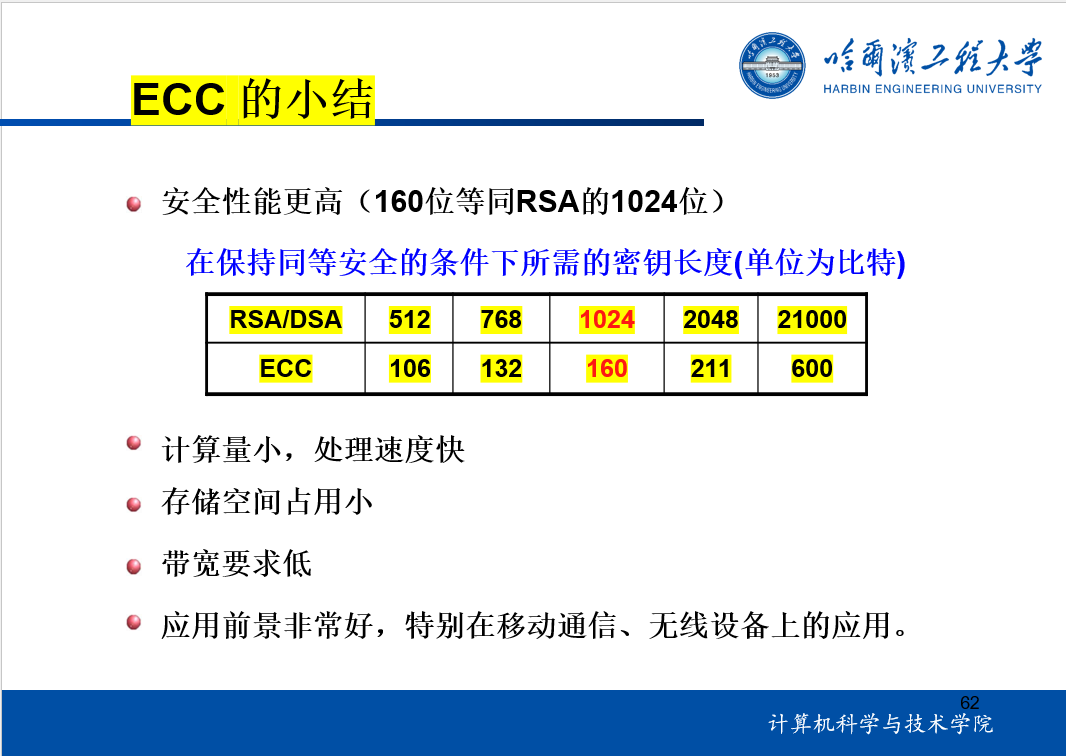 哈尔滨工程大学
1953
HARBIN ENGINEERING UNIVERSITY
ECC 的小结
安全性能更高（160位等同RSA的1024位）
在保持同等安全的条件下所需的密钥长度(单位为比特)
RSA/DSA 512 768 1024 2048 21000
ECC 106 132 160 211 600
计算量小，处理速度快
存储空间占用小
带宽要求低
应用前景非常好，特别在移动通信、无线设备上的应用。
62
计算机科学与技术学院